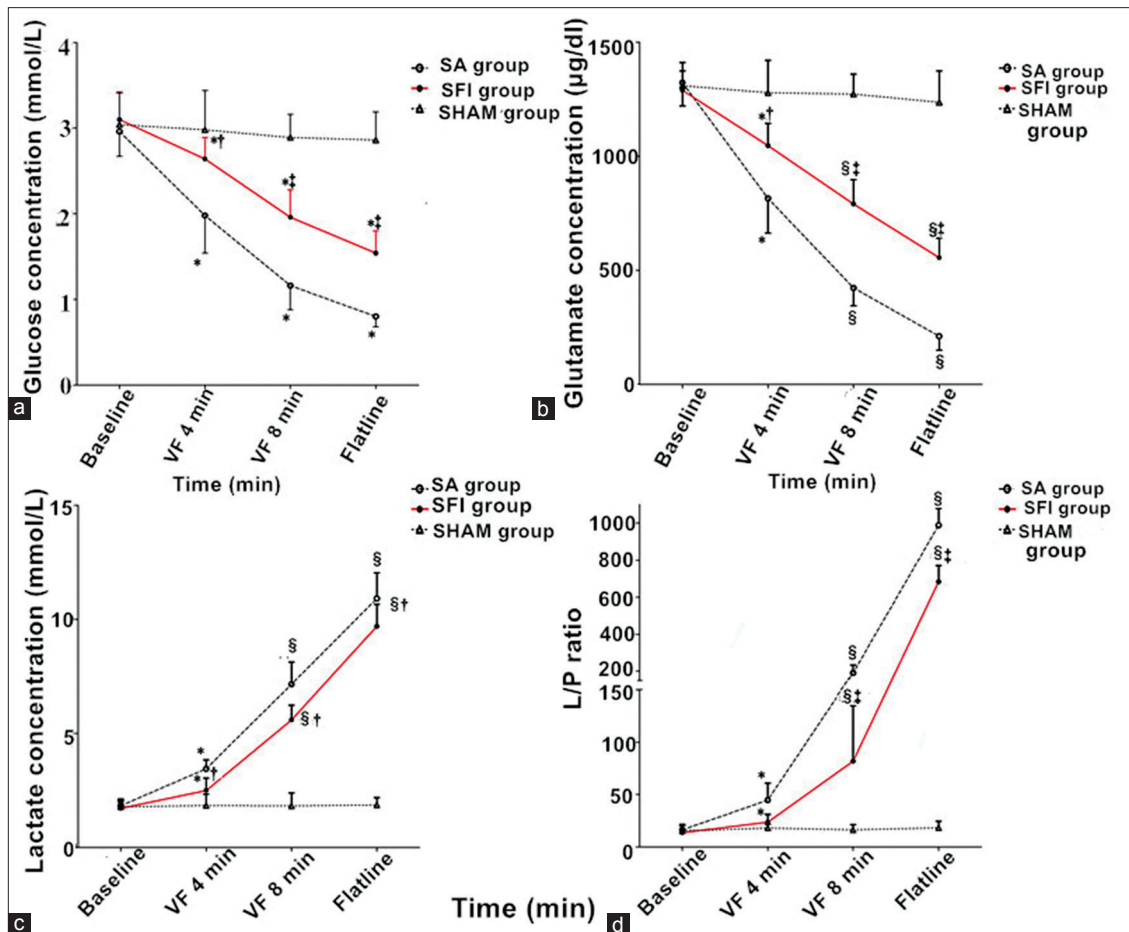 Glucose concentration (mmol/L)
4
3
2
1
0
SA group
SFI group
SHAM group
*†
*‡
*‡
*
*
*
Baseline
VF 4 min
VF 8 min
Flatline
Time (min)
a
Glutamate concentration (µg/dl)
1500
1000
500
0
SA group
SFI group
SHAM
group
*†
§‡
§‡
*
§
§
Baseline
VF 4 min
VF 8 min
Flatline
Time (min)
b
Lactate concentration (mmol/L)
15
10
5
0
SA group
SFI group
SHAM group
§
§†
§
§†
*
*†
Baseline
VF 4 min
VF 8 min
Flatline
c
L/P ratio
1000
800
600
400
200
150
100
50
0
SA group
SFI group
SHAM
group
§
§‡
§
§‡
*
*
Baseline
VF 4 min
VF 8 min
Flatline
Time (min)
d